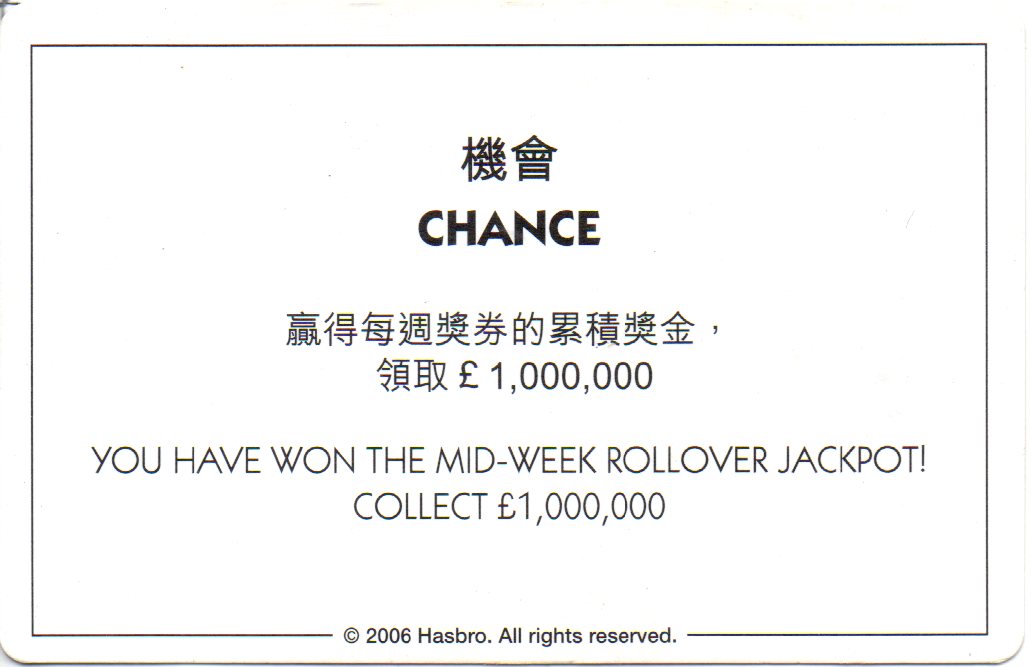 機會
CHANCE
贏得每週獎券的累積獎金，
領取 £ 1,000,000
YOU HAVE WON THE MID-WEEK ROLLOVER JACKPOT!
COLLECT £1,000,000
© 2006 Hasbro. All rights reserved.